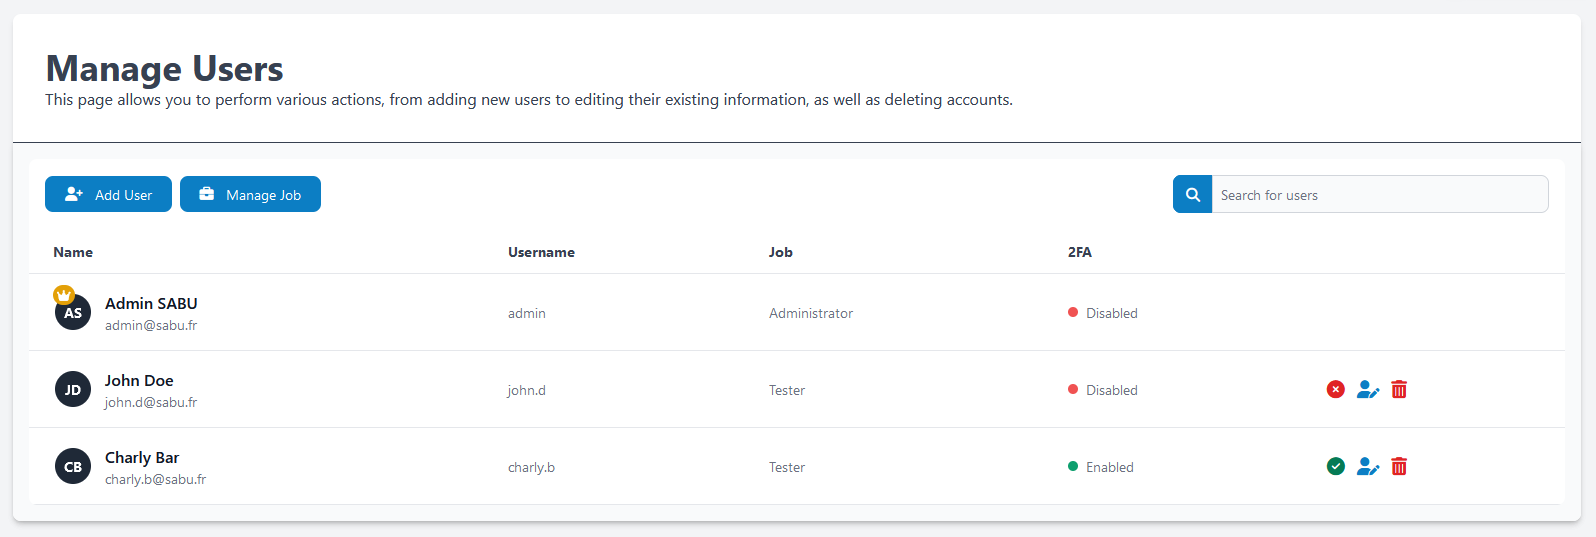 Manage Users
This page allows you to perform various actions, from adding new users to editing their existing information, as well as deleting accounts.
Add User Manage Job Search for users
Name Username Job 2FA
AS Admin SABU
admin@sabu.fr admin Administrator Disabled
JD John Doe
john.d@sabu.fr john.d Tester Disabled
CB Charly Bar
charly.b@sabu.fr charly.b Tester Enabled